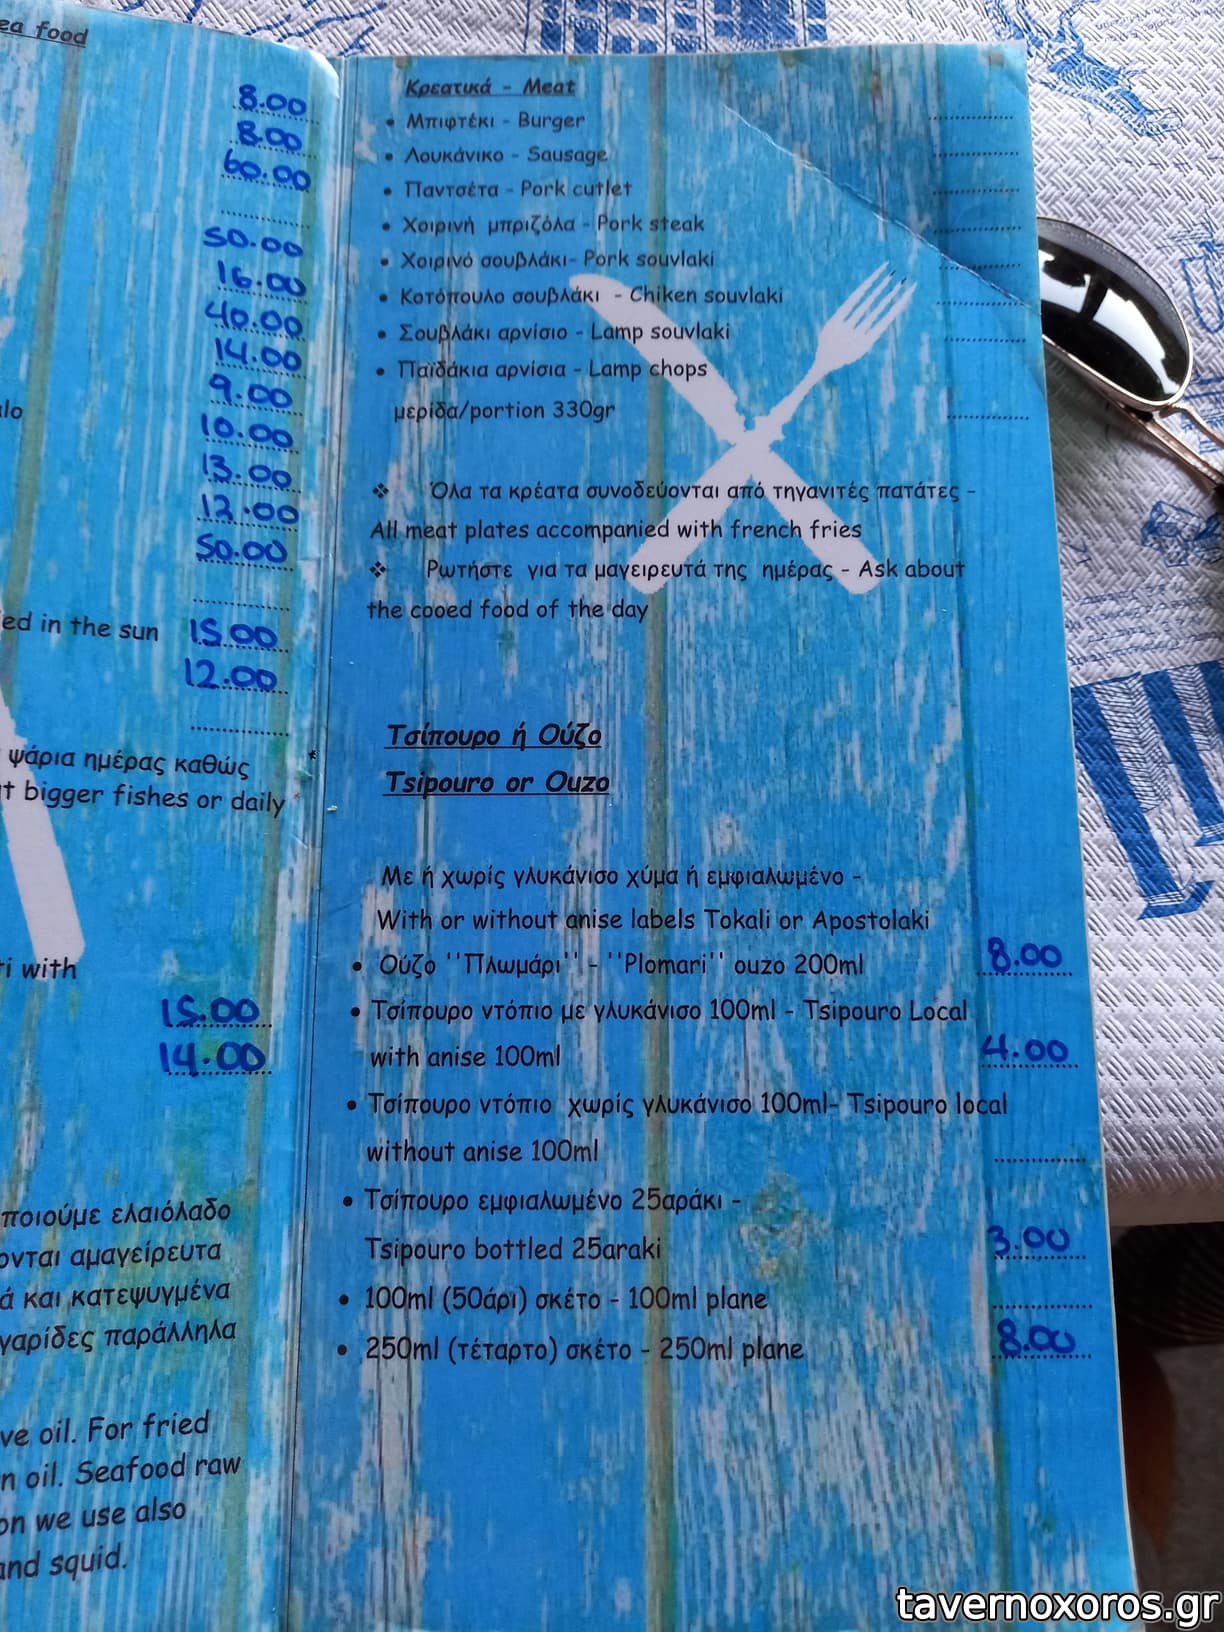 ea food
8.00
8.00
60.00
50.00
16.00
40.00
14.00
9.00
lo
10.00
13.00
12.00
50.00
ed in the sun 15.00
12.00
ψάρια ημέρας καθώς *
t bigger fishes or daily
i with
15.00
14.00
ποιούμε ελαιόλαδο
ονται αμαγείρευτα
ά και κατεψυγμένα
γαρίδες παράλληλα
ve oil. For fried
n oil. Seafood raw
on we use also
and squid.
Κρεατικά - Meat
• Μπιφτέκι - Burger
• Λουκάνικο - Sausage
• Παντσέτα - Pork cutlet
• Χοιρινή μπριζόλα - Pork steak
• Χοιρινό σουβλάκι- Pork souvlaki
• Κοτόπουλο σουβλάκι - Chiken souvlaki
• Σουβλάκι αρνίσιο - Lamp souvlaki
• Παϊδάκια αρνίσια - Lamp chops
μερίδα/portion 330gr
❖ Όλα τα κρέατα συνοδεύονται από τηγανιτές πατάτες -
All meat plates accompanied with french fries
❖ Ρωτήστε για τα μαγειρευτά της ημέρας - Ask about
the cooed food of the day
Τσίπουρο ή Ούζο
Tsipouro or Ouzo
Με ή χωρίς γλυκάνισο χύμα ή εμφιαλωμένο -
With or without anise labels Tokali or Apostolaki
• Ούζο ''Πλωμάρι'' - ''Plomari'' ouzo 200ml 8.00
• Τσίπουρο ντόπιο με γλυκάνισο 100ml - Tsipouro Local
with anise 100ml 4.00
• Τσίπουρο ντόπιο χωρίς γλυκάνισο 100ml- Tsipouro local
without anise 100ml
• Τσίπουρο εμφιαλωμένο 25αράκι -
Tsipouro bottled 25araki 3.00
• 100ml (50άρι) σκέτο - 100ml plane
• 250ml (τέταρτο) σκέτο - 250ml plane 8.00
tavernoxoros.gr